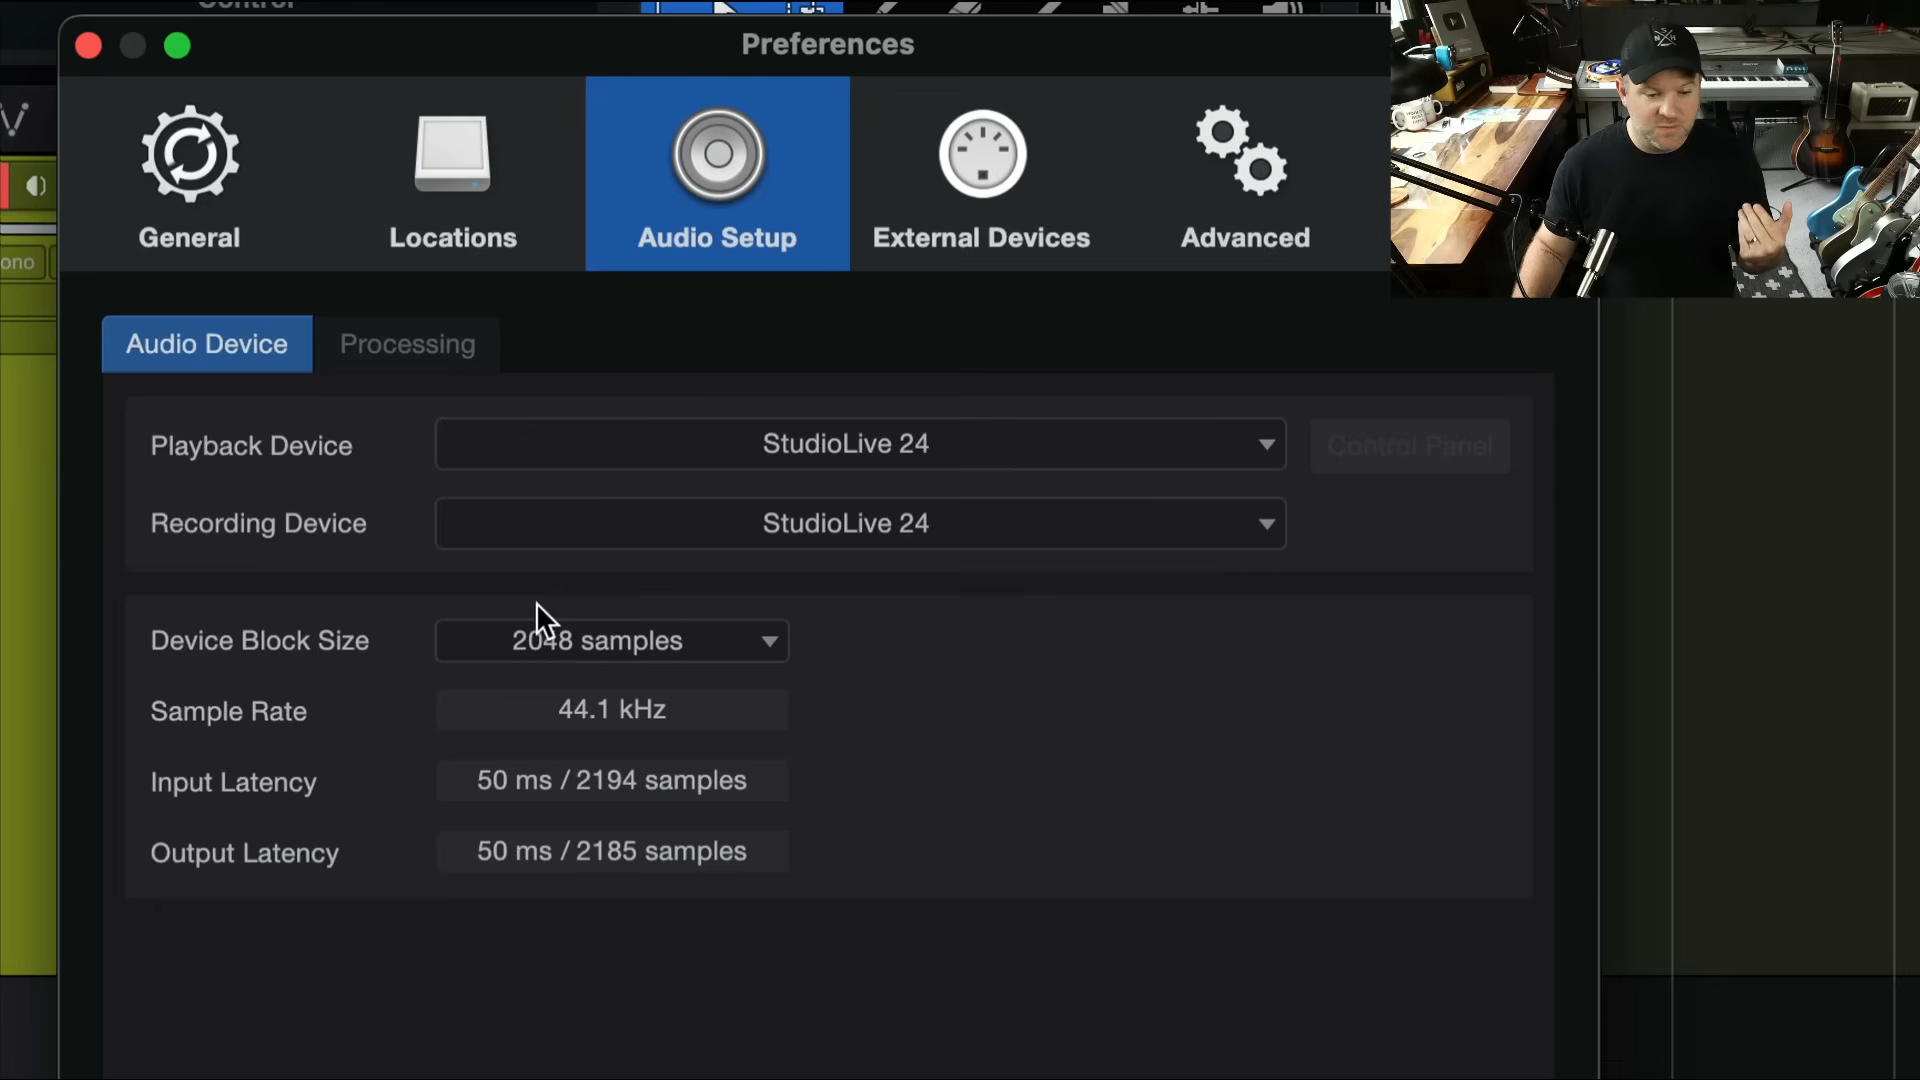 Control
Preferences
General
Locations
Audio Setup
External Devices
Advanced
ono
Audio Device
Processing
Playback Device
StudioLive 24
Control Panel
Recording Device
StudioLive 24
Device Block Size
2048 samples
Sample Rate
44.1 kHz
Input Latency
50 ms / 2194 samples
Output Latency
50 ms / 2185 samples